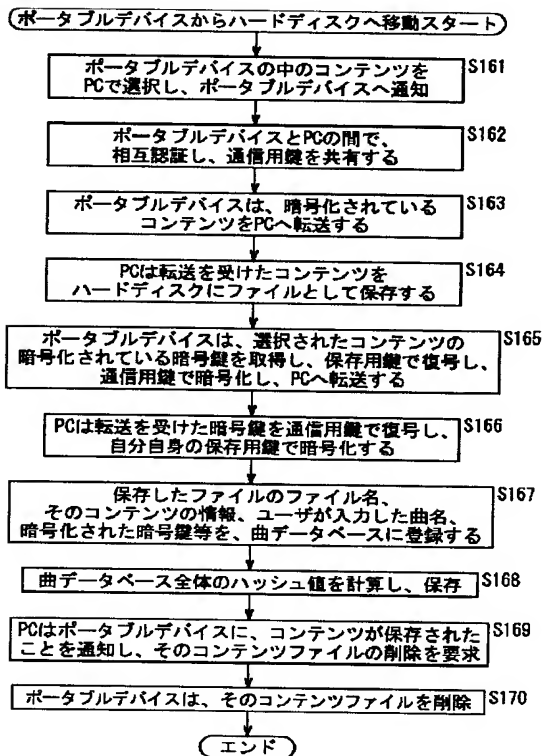 ポータブルデバイスからハードディスクへ移動スタート
ポータブルデバイスの中のコンテンツを
PCで選択し、ポータブルデバイスへ通知
S161
ポータブルデバイスとPCの間で、
相互認証し、通信用鍵を共有する
S162
ポータブルデバイスは、暗号化されている
コンテンツをPCへ転送する
S163
PCは転送を受けたコンテンツを
ハードディスクにファイルとして保存する
S164
ポータブルデバイスは、選択されたコンテンツの
暗号化されている暗号鍵を取得し、保存用鍵で復号し、
通信用鍵で暗号化し、PCへ転送する
S165
PCは転送を受けた暗号鍵を通信用鍵で復号し、
自分自身の保存用鍵で暗号化する
S166
保存したファイルのファイル名、
そのコンテンツの情報、ユーザが入力した曲名、
暗号化された暗号鍵等を、曲データベースに登録する
S167
曲データベース全体のハッシュ値を計算し、保存
S168
PCはポータブルデバイスに、コンテンツが保存された
ことを通知し、そのコンテンツファイルの削除を要求
S169
ポータブルデバイスは、そのコンテンツファイルを削除
S170
エンド